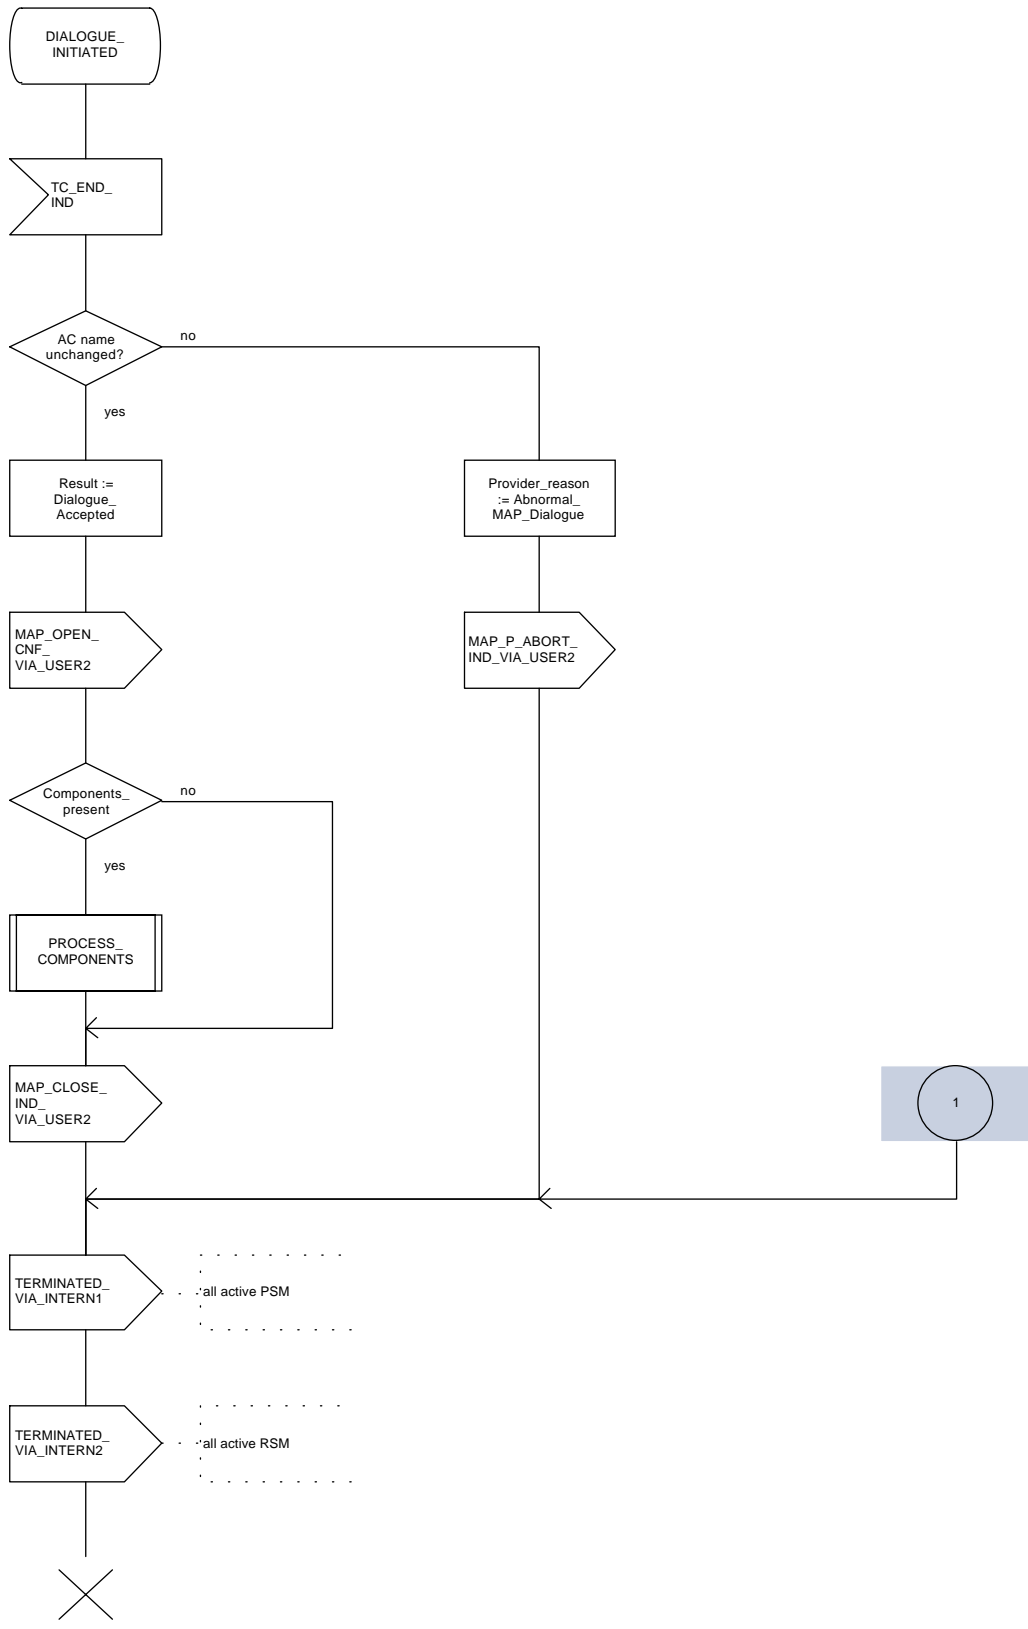 DIALOGUE_
INITIATED
TC_END_
IND
AC name
unchanged?
no
yes
Result :=
Dialogue_
Accepted
Provider_reason
:= Abnormal_
MAP_Dialogue
MAP_OPEN_
CNF_
VIA_USER2
MAP_P_ABORT_
IND_VIA_USER2
Components_
present
no
yes
PROCESS_
COMPONENTS
MAP_CLOSE_
IND_
VIA_USER2
1
TERMINATED_
VIA_INTERN1
all active PSM
TERMINATED_
VIA_INTERN2
all active RSM